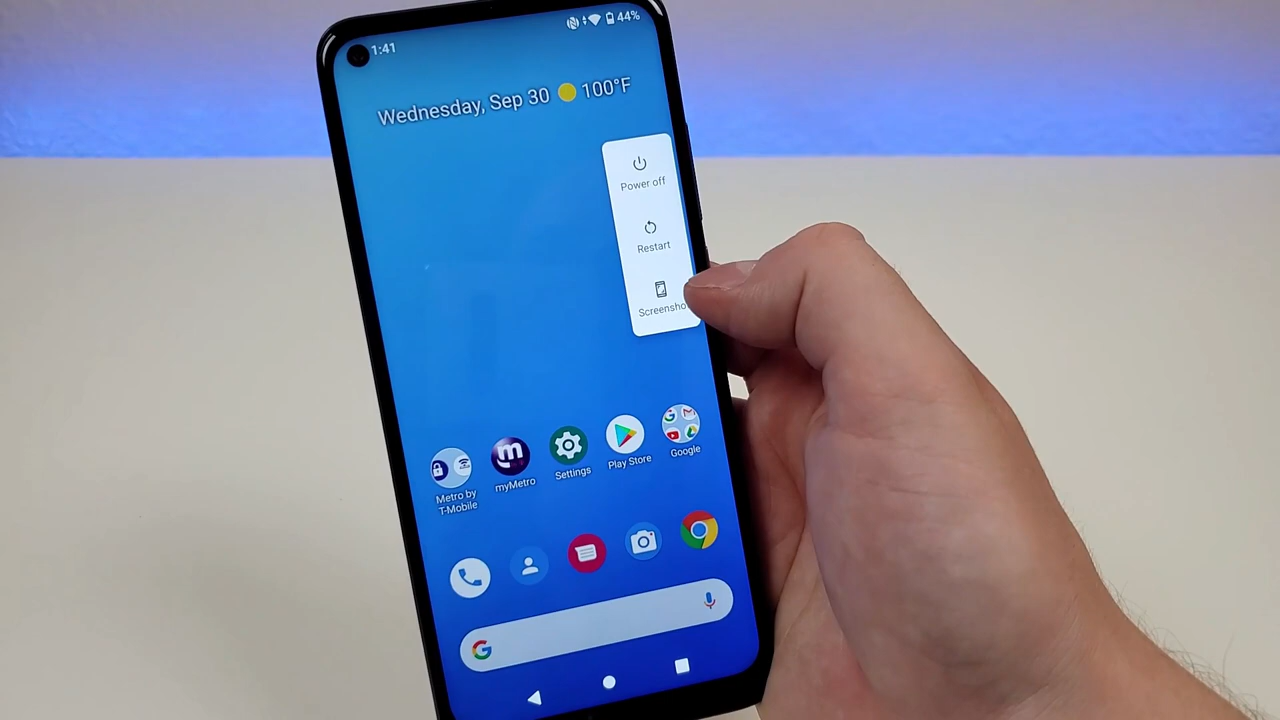 1:41
44%
Wednesday, Sep 30 100°F
Power off
Restart
Screensho
Metro by
T-Mobile
myMetro
Settings
Play Store
Google